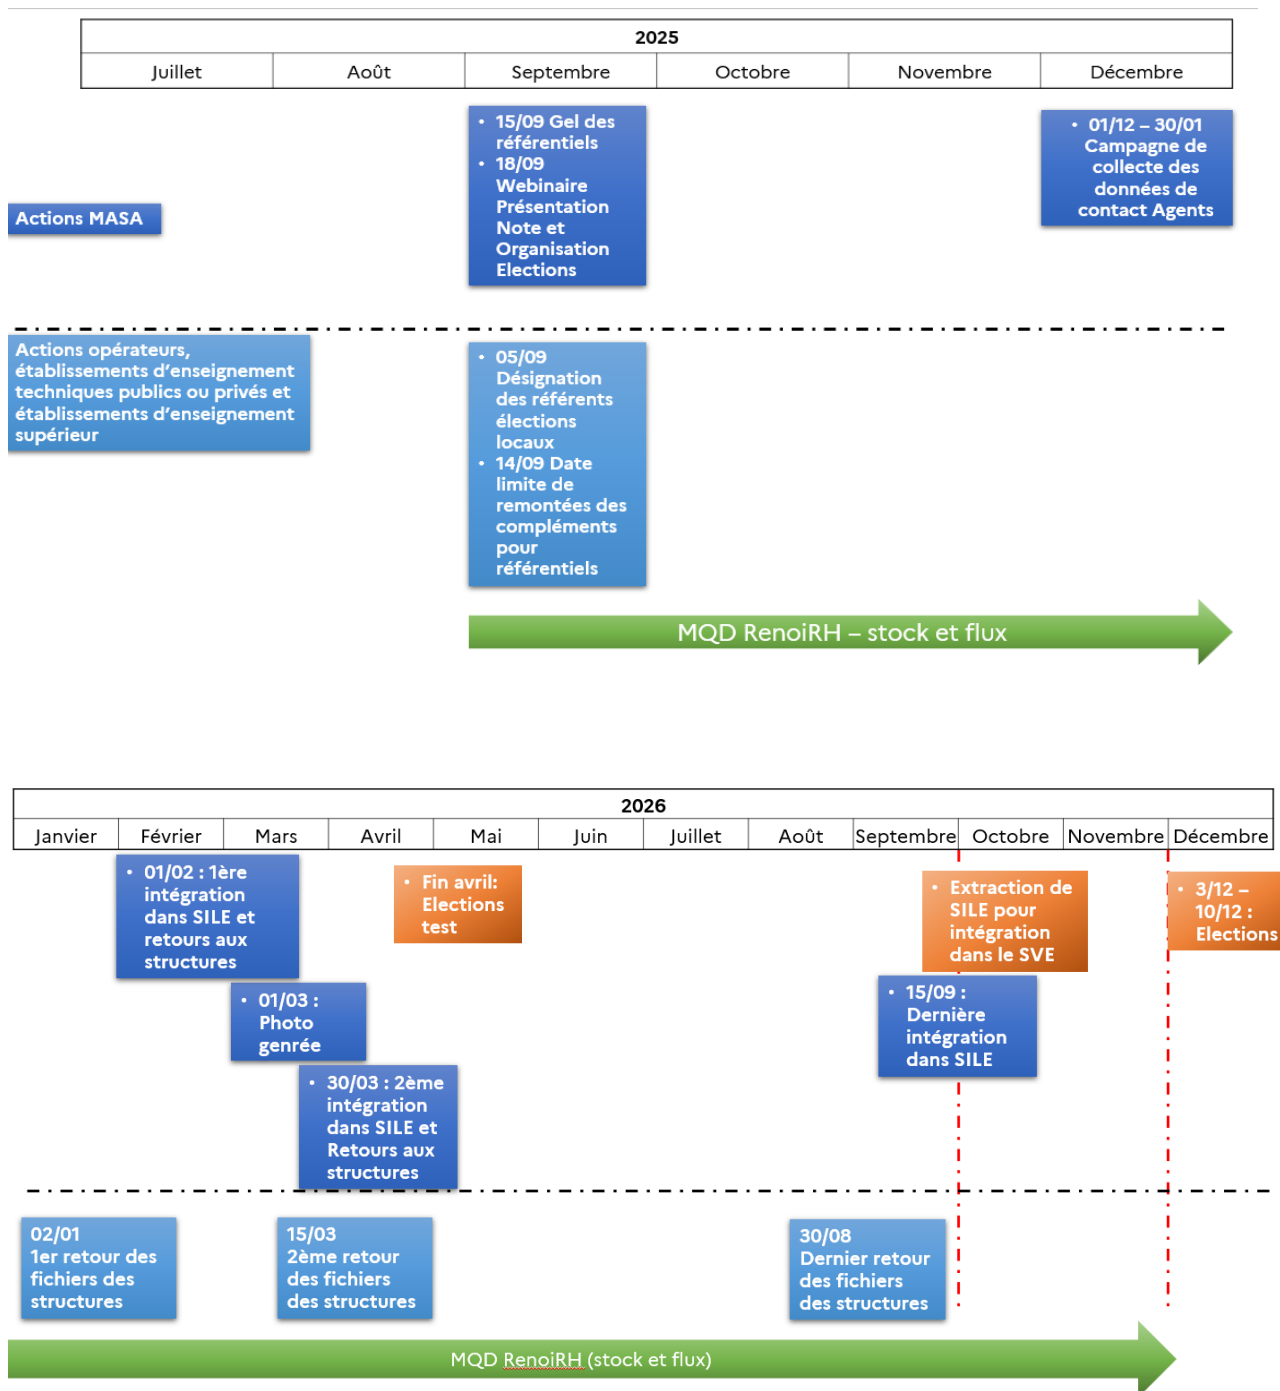 2025
Juillet
Août
Septembre
Octobre
Novembre
Décembre
• 15/09 Gel des
référentiels
• 18/09
Webinaire
Présentation
Note et
Organisation
Elections
• 01/12 – 30/01
Campagne de
collecte des
données de
contact Agents
Actions MASA
Actions opérateurs,
établissements d'enseignement
techniques publics ou privés et
établissements d'enseignement
supérieur
• 05/09
Désignation
des référents
élections
locaux
• 14/09 Date
limite de
remontées des
compléments
pour
référentiels
MQD RenoiRH – stock et flux
2026
Janvier
Février
Mars
Avril
Mai
Juin
Juillet
Août
Septembre
Octobre
Novembre
Décembre
• 01/02 : 1ère
intégration
dans SILE et
retours aux
structures
• Fin avril:
Elections
test
• Extraction de
SILE pour
intégration
dans le SVE
• 3/12 –
10/12 :
Elections
• 01/03 :
Photo
genrée
• 15/09 :
Dernière
intégration
dans SILE
• 30/03 : 2ème
intégration
dans SILE et
Retours aux
structures
02/01
1er retour des
fichiers des
structures
15/03
2ème retour
des fichiers
des structures
30/08
Dernier retour
des fichiers
des structures
MQD RenoiRH (stock et flux)